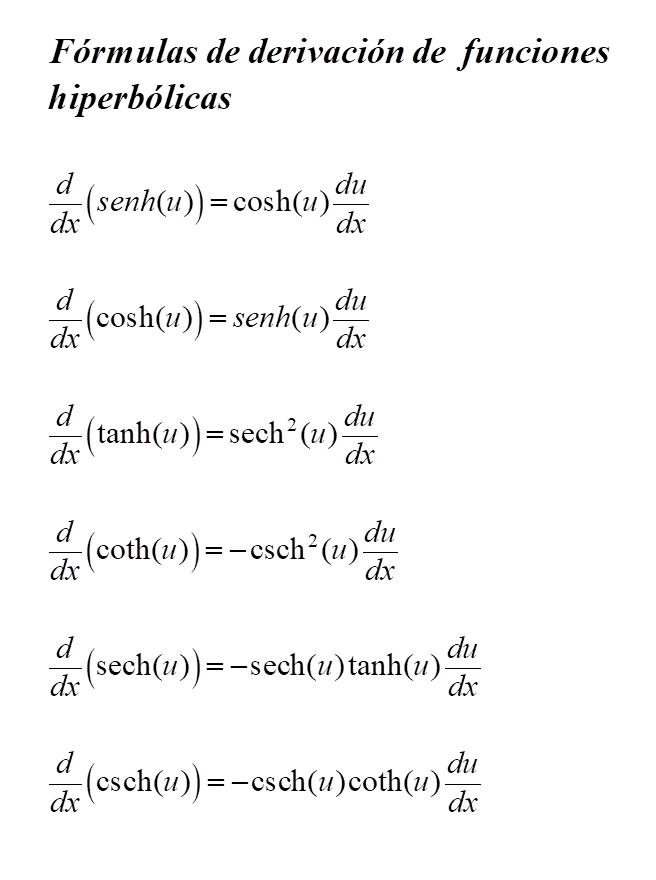 Fórmulas de derivación de funciones
hiperbólicas
d/dx (senh(u)) = cosh(u) du/dx
d/dx (cosh(u)) = senh(u) du/dx
d/dx (tanh(u)) = sech²(u) du/dx
d/dx (coth(u)) = −csch²(u) du/dx
d/dx (sech(u)) = −sech(u)tanh(u) du/dx
d/dx (csch(u)) = −csch(u)coth(u) du/dx